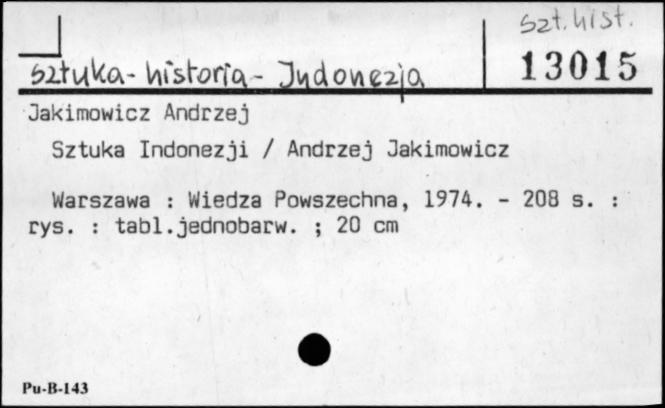 szt. hist.
sztuka - historia - Indonezja
13015
Jakimowicz Andrzej
Sztuka Indonezji / Andrzej Jakimowicz
Warszawa : Wiedza Powszechna, 1974. - 208 s. :
rys. : tabl.jednobarw. ; 20 cm
Pu-B-143